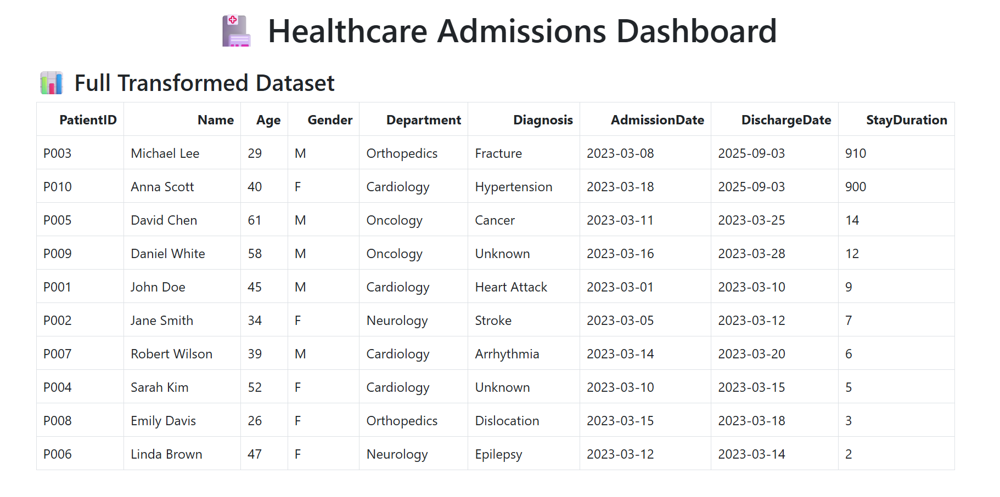 Healthcare Admissions Dashboard
Full Transformed Dataset
PatientID Name Age Gender Department Diagnosis AdmissionDate DischargeDate StayDuration
P003 Michael Lee 29 M Orthopedics Fracture 2023-03-08 2025-09-03 910
P010 Anna Scott 40 F Cardiology Hypertension 2023-03-18 2025-09-03 900
P005 David Chen 61 M Oncology Cancer 2023-03-11 2023-03-25 14
P009 Daniel White 58 M Oncology Unknown 2023-03-16 2023-03-28 12
P001 John Doe 45 M Cardiology Heart Attack 2023-03-01 2023-03-10 9
P002 Jane Smith 34 F Neurology Stroke 2023-03-05 2023-03-12 7
P007 Robert Wilson 39 M Cardiology Arrhythmia 2023-03-14 2023-03-20 6
P004 Sarah Kim 52 F Cardiology Unknown 2023-03-10 2023-03-15 5
P008 Emily Davis 26 F Orthopedics Dislocation 2023-03-15 2023-03-18 3
P006 Linda Brown 47 F Neurology Epilepsy 2023-03-12 2023-03-14 2